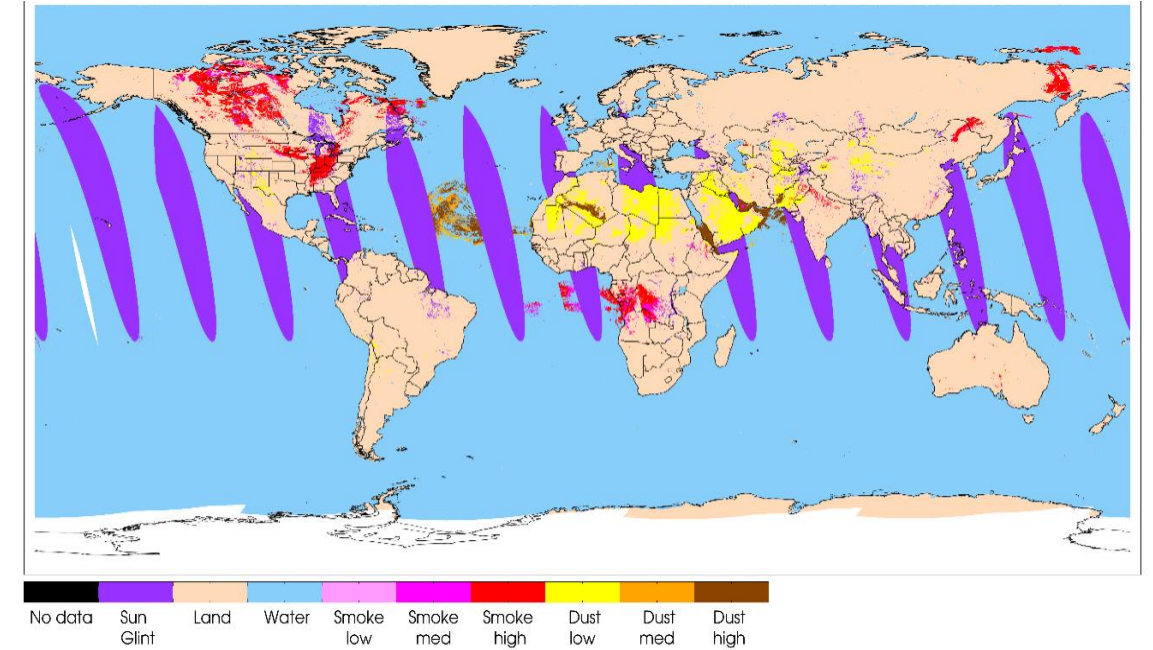 No data Sun Land Water Smoke Smoke Smoke Dust Dust Dust
Glint low med high low med high